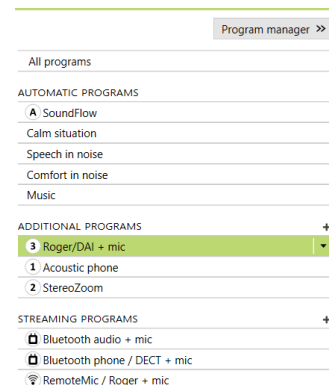 Program manager >>
All programs
AUTOMATIC PROGRAMS
A SoundFlow
Calm situation
Speech in noise
Comfort in noise
Music
ADDITIONAL PROGRAMS +
3 Roger/DAI + mic
1 Acoustic phone
2 StereoZoom
STREAMING PROGRAMS +
Bluetooth audio + mic
Bluetooth phone / DECT + mic
RemoteMic / Roger + mic